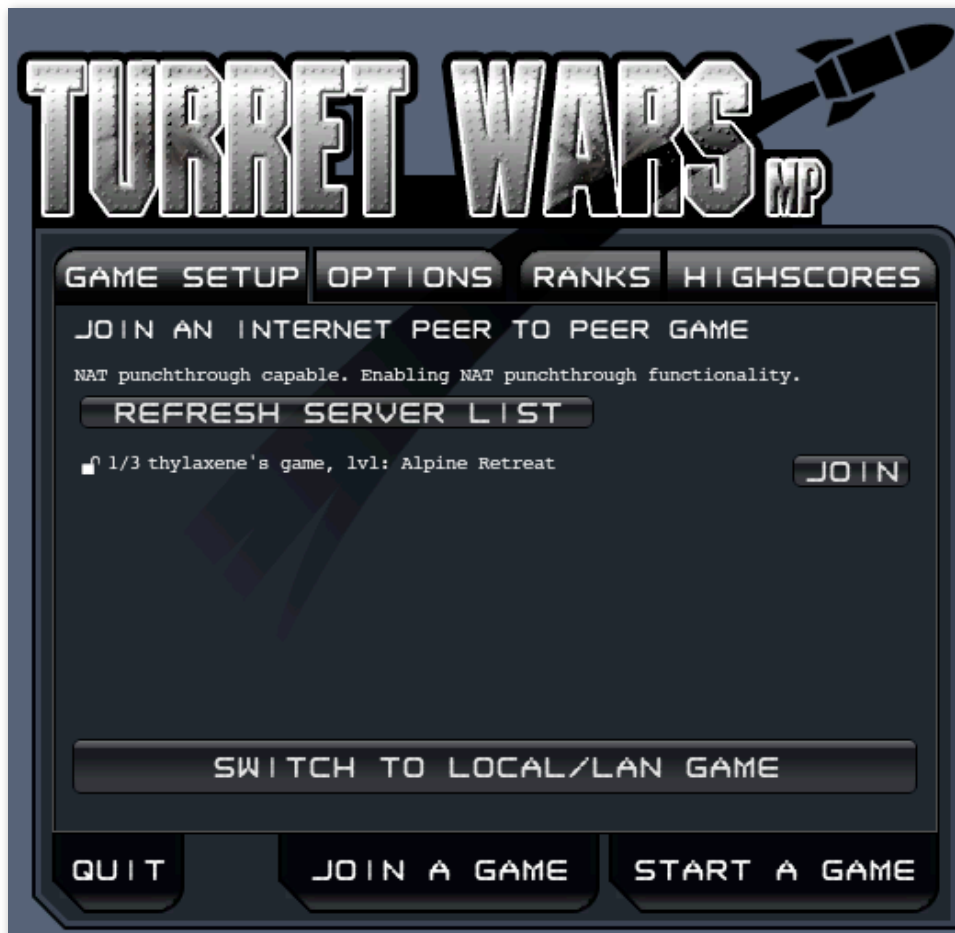 TURRET WARS MP
GAME SETUP OPTIONS RANKS HIGHSCORES
JOIN AN INTERNET PEER TO PEER GAME
NAT punchthrough capable. Enabling NAT punchthrough functionality.
REFRESH SERVER LIST
1/3 thylaxene's game, lvl: Alpine Retreat JOIN
SWITCH TO LOCAL/LAN GAME
QUIT JOIN A GAME START A GAME